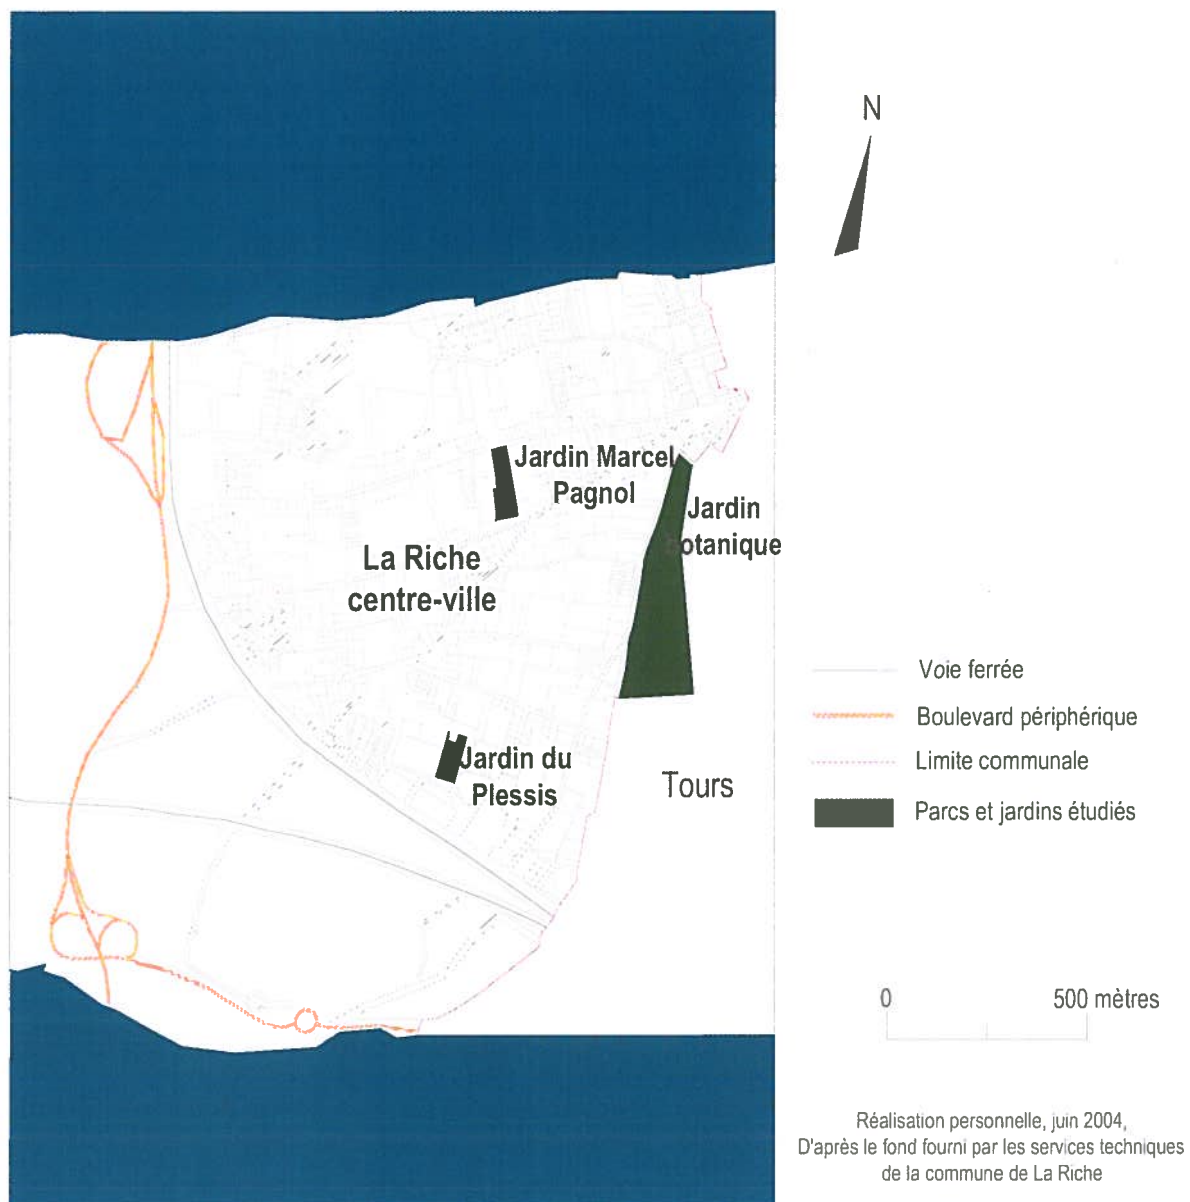 N
Jardin Marcel
Pagnol
Jardin
otanique
La Riche
centre-ville
Jardin du
Plessis
Tours
Voie ferrée
Boulevard périphérique
Limite communale
Parcs et jardins étudiés
0
500 mètres
Réalisation personnelle, juin 2004,
D'après le fond fourni par les services techniques
de la commune de La Riche